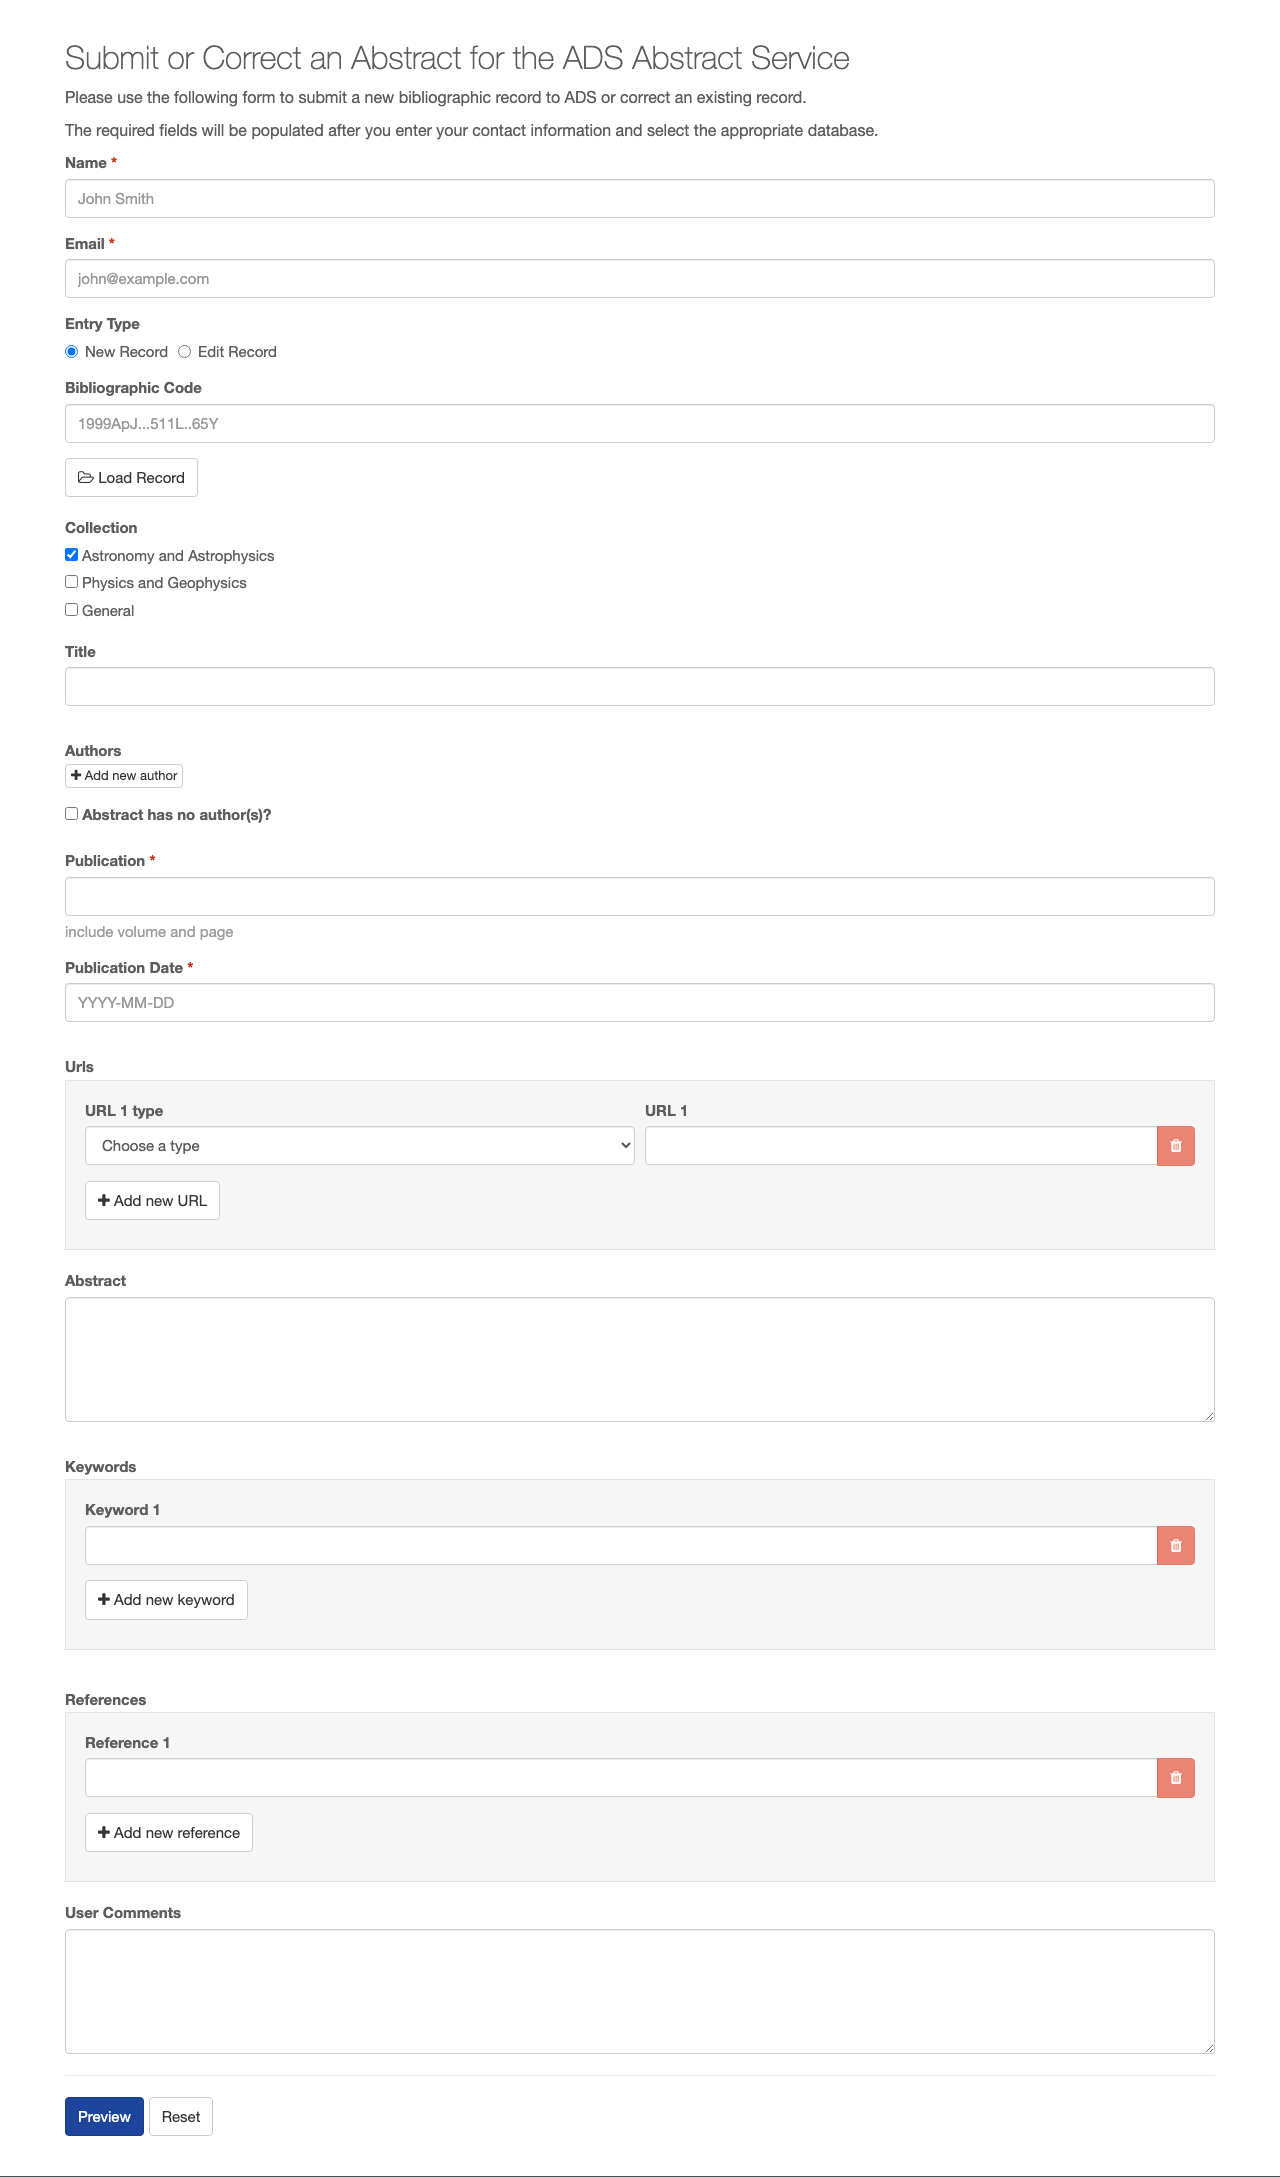 Submit or Correct an Abstract for the ADS Abstract Service
Please use the following form to submit a new bibliographic record to ADS or correct an existing record.
The required fields will be populated after you enter your contact information and select the appropriate database.
Name *
John Smith
Email *
john@example.com
Entry Type
New Record Edit Record
Bibliographic Code
1999ApJ...511L..65Y
Load Record
Collection
Astronomy and Astrophysics
Physics and Geophysics
General
Title
Authors
Add new author
Abstract has no author(s)?
Publication *
include volume and page
Publication Date *
YYYY-MM-DD
Urls
URL 1 type URL 1
Choose a type
Add new URL
Abstract
Keywords
Keyword 1
Add new keyword
References
Reference 1
Add new reference
User Comments
Preview Reset